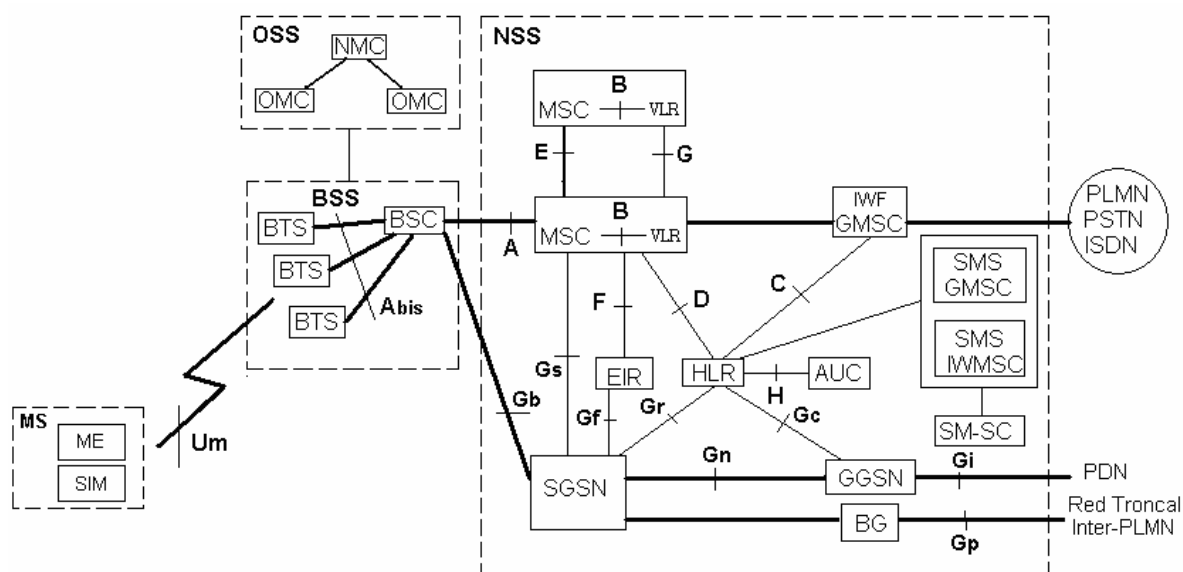 OSS
NMC
OMC
OMC
NSS
B
MSC
VLR
E
G
BSS
BTS
BSC
BTS
BTS
Abis
A
B
MSC
VLR
IWF
GMSC
PLMN
PSTN
ISDN
SMS
GMSC
SMS
IWMSC
SM-SC
C
D
F
Gs
EIR
HLR
H
AUC
Gb
Gf
Gr
Gc
MS
ME
SIM
Um
SGSN
Gn
GGSN
Gi
PDN
BG
Gp
Red Troncal
Inter-PLMN